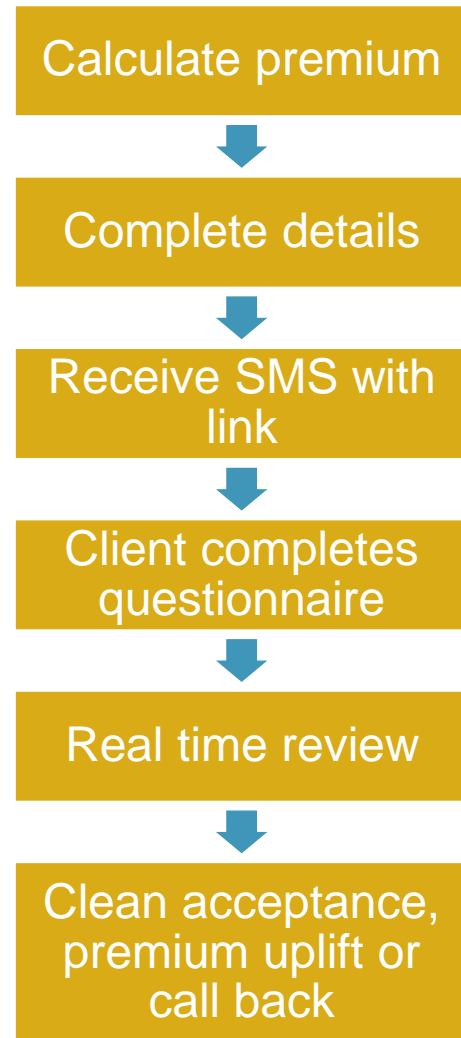 Calculate premium
Complete details
Receive SMS with
link
Client completes
questionnaire
Real time review
Clean acceptance,
premium uplift or
call back